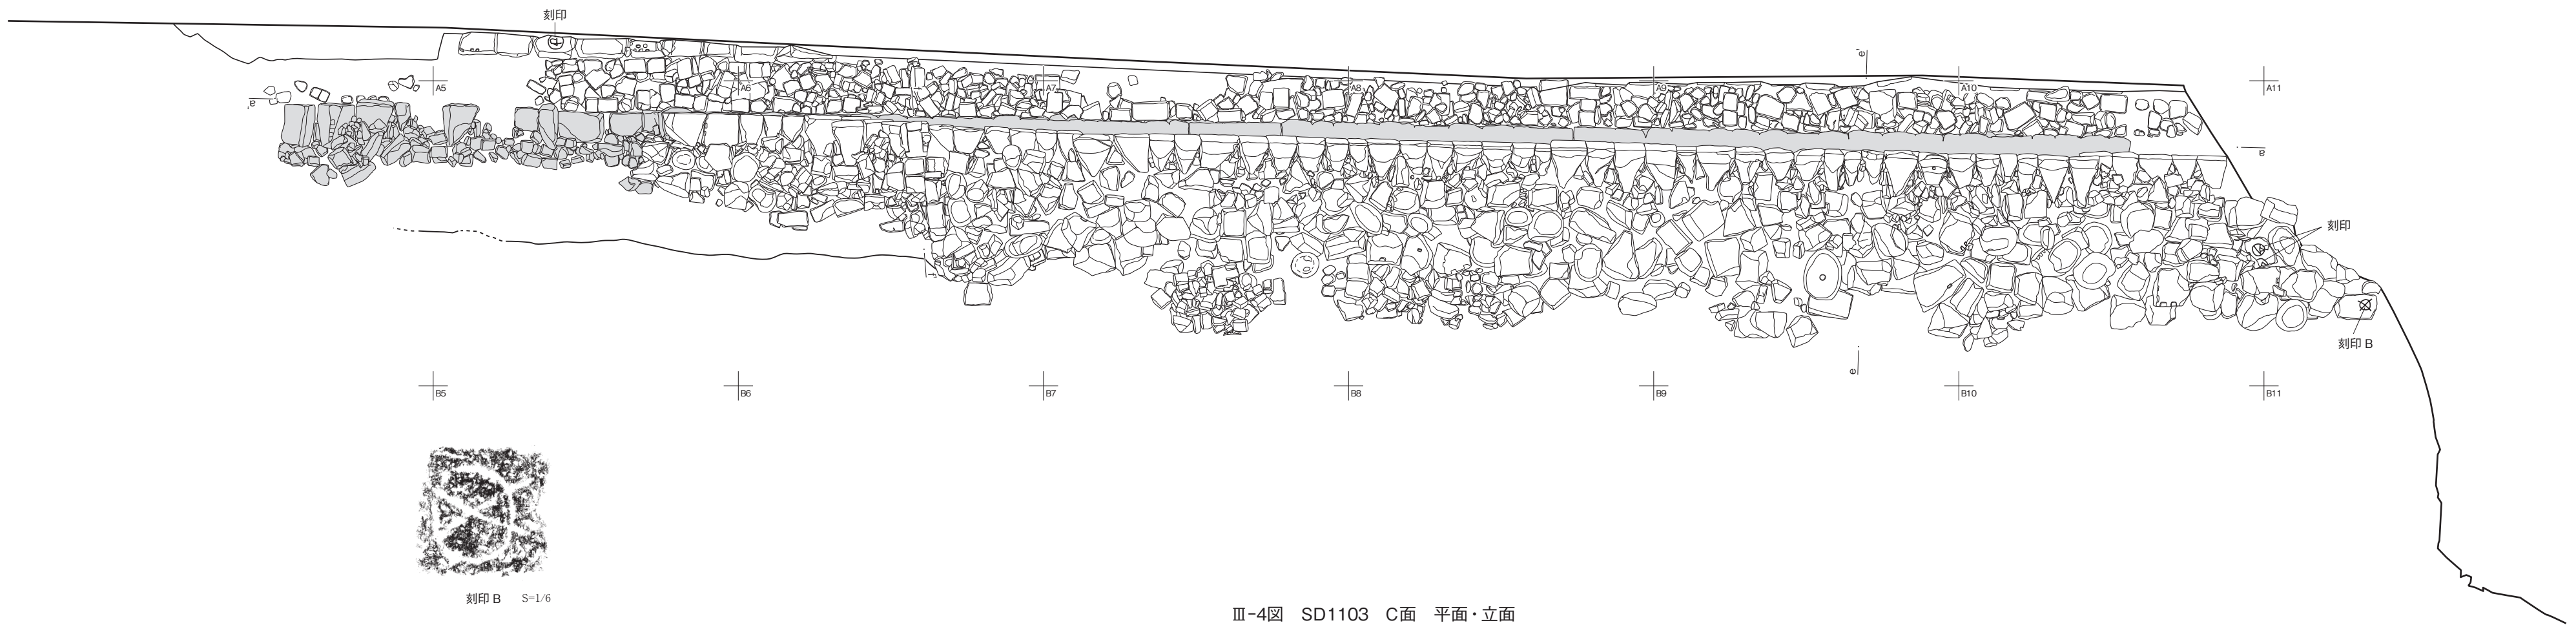 刻印
e'
a'
A5
A6
A7
A8
A9
A10
A11
a
刻印
刻印 B
e
B5
B6
B7
B8
B9
B10
B11
刻印 B S=1/6
Ⅲ-4図 SD1103 C面 平面・立面